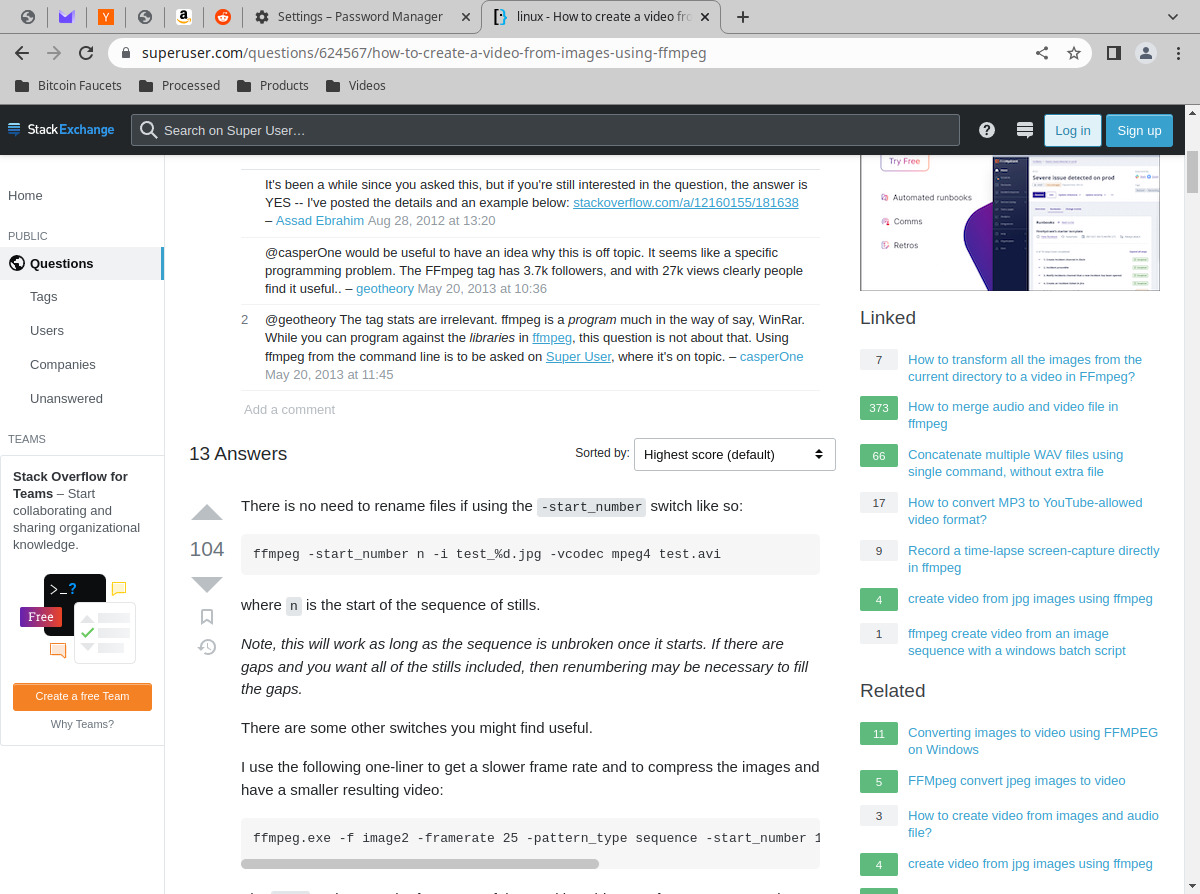 Settings – Password Manager
linux - How to create a video fro
superuser.com/questions/624567/how-to-create-a-video-from-images-using-ffmpeg
Bitcoin Faucets
Processed
Products
Videos
StackExchange
Search on Super User…
Log in
Sign up
Home
PUBLIC
Questions
Tags
Users
Companies
Unanswered
TEAMS
Stack Overflow for
Teams – Start
collaborating and
sharing organizational
knowledge.
>_?
Free
Create a free Team
Why Teams?
It's been a while since you asked this, but if you're still interested in the question, the answer is
YES -- I've posted the details and an example below: stackoverflow.com/a/12160155/181638
– Assad Ebrahim Aug 28, 2012 at 13:20
@casperOne would be useful to have an idea why this is off topic. It seems like a specific
programming problem. The FFmpeg tag has 3.7k followers, and with 27k views clearly people
find it useful.. – geotheory May 20, 2013 at 10:36
2 @geotheory The tag stats are irrelevant. ffmpeg is a program much in the way of say, WinRar.
While you can program against the libraries in ffmpeg, this question is not about that. Using
ffmpeg from the command line is to be asked on Super User, where it's on topic. – casperOne
May 20, 2013 at 11:45
Add a comment
13 Answers
Sorted by:
Highest score (default)
104
There is no need to rename files if using the -start_number switch like so:
ffmpeg -start_number n -i test_%d.jpg -vcodec mpeg4 test.avi
where n is the start of the sequence of stills.
Note, this will work as long as the sequence is unbroken once it starts. If there are
gaps and you want all of the stills included, then renumbering may be necessary to fill
the gaps.
There are some other switches you might find useful.
I use the following one-liner to get a slower frame rate and to compress the images and
have a smaller resulting video:
ffmpeg.exe -f image2 -framerate 25 -pattern_type sequence -start_number 1
Try Free
Automated runbooks
Comms
Retros
Severe issue detected on prod
Linked
7 How to transform all the images from the
current directory to a video in FFmpeg?
373 How to merge audio and video file in
ffmpeg
66 Concatenate multiple WAV files using
single command, without extra file
17 How to convert MP3 to YouTube-allowed
video format?
9 Record a time-lapse screen-capture directly
in ffmpeg
4 create video from jpg images using ffmpeg
1 ffmpeg create video from an image
sequence with a windows batch script
Related
11 Converting images to video using FFMPEG
on Windows
5 FFMpeg convert jpeg images to video
3 How to create video from images and audio
file?
4 create video from jpg images using ffmpeg